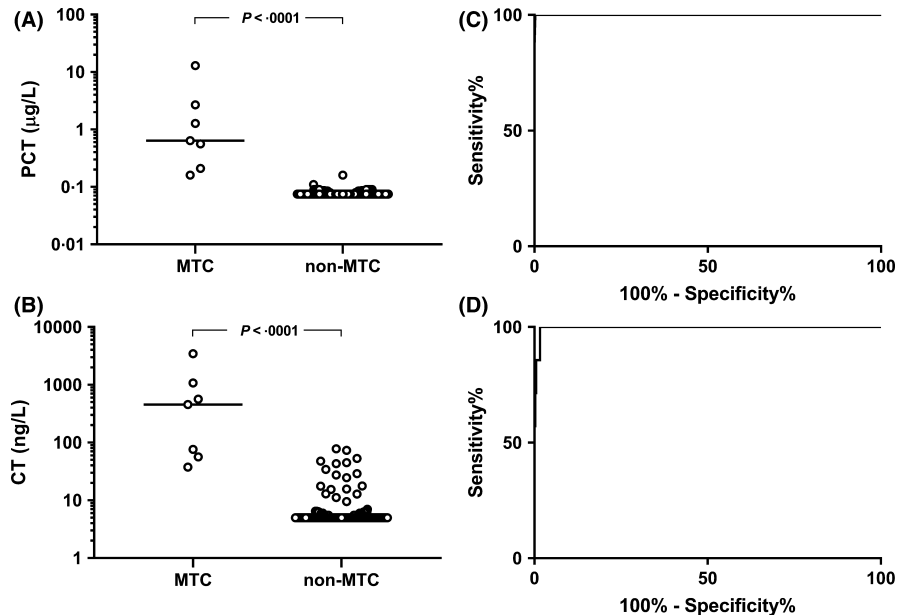 (A)
P < ·0001
PCT (µg/L)
100
10
1
0·1
0·01
MTC non-MTC
(C)
Sensitivity%
100
50
0
0 50 100
100% - Specificity%
(B)
P < ·0001
CT (ng/L)
10000
1000
100
10
1
MTC non-MTC
(D)
Sensitivity%
100
50
0
0 50 100
100% - Specificity%